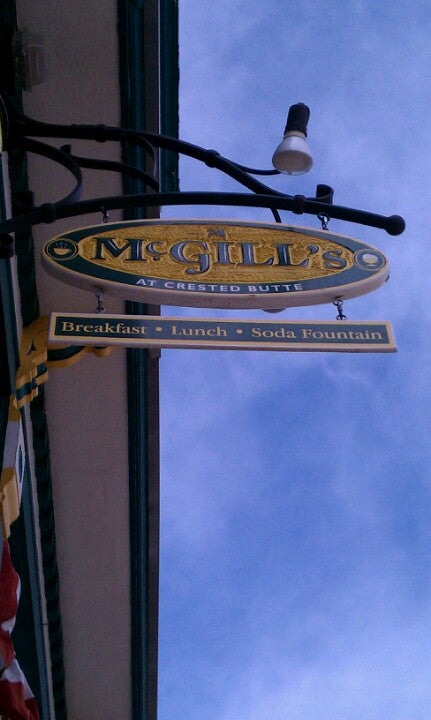 McGILL'S
AT CRESTED BUTTE
Breakfast • Lunch • Soda Fountain